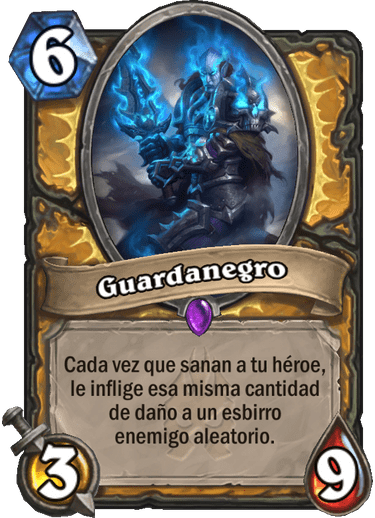 6
Guardanegro
Cada vez que sanan a tu héroe,
le inflige esa misma cantidad
de daño a un esbirro
enemigo aleatorio.
3
9